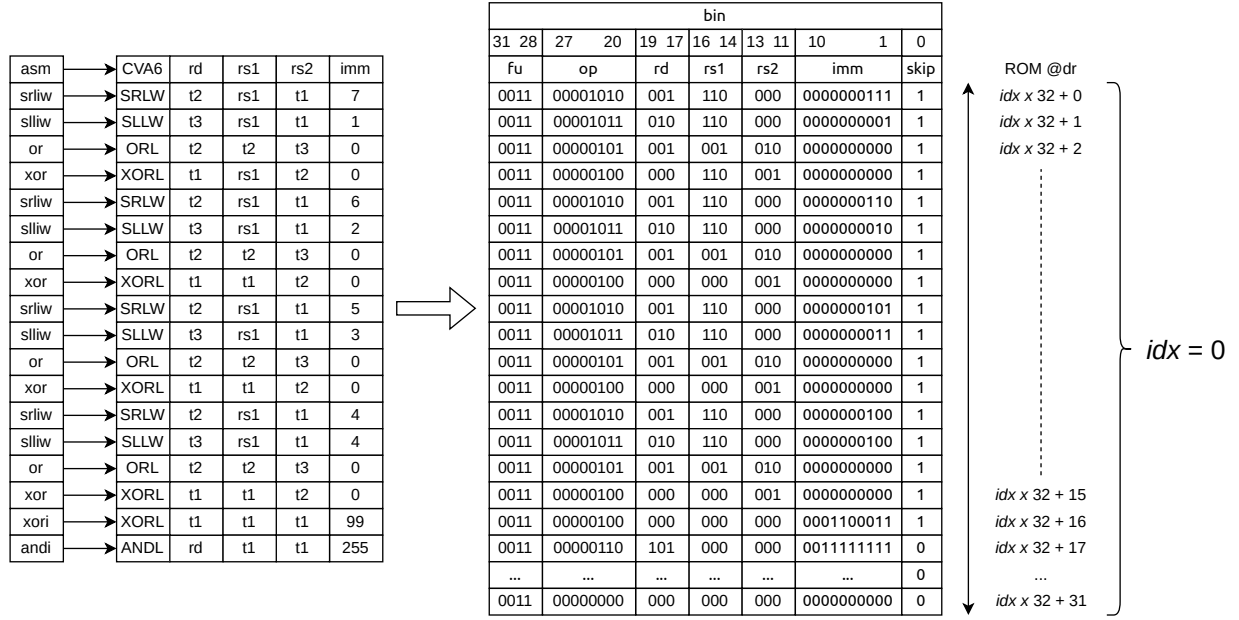 bin
31 28 27 20 19 17 16 14 13 11 10 1 0
asm CVA6 rd rs1 rs2 imm fu op rd rs1 rs2 imm skip ROM @dr
srliw SRLW t2 rs1 t1 7 0011 00001010 001 110 000 0000000111 1 idx x 32 + 0
slliw SLLW t3 rs1 t1 1 0011 00001011 010 110 000 0000000001 1 idx x 32 + 1
or ORL t2 t2 t3 0 0011 00000101 001 001 010 0000000000 1 idx x 32 + 2
xor XORL t1 rs1 t2 0 0011 00000100 000 110 001 0000000000 1
srliw SRLW t2 rs1 t1 6 0011 00001010 001 110 000 0000000110 1
slliw SLLW t3 rs1 t1 2 0011 00001011 010 110 000 0000000010 1
or ORL t2 t2 t3 0 0011 00000101 001 001 010 0000000000 1
xor XORL t1 t1 t2 0 0011 00000100 000 000 001 0000000000 1
srliw SRLW t2 rs1 t1 5 0011 00001010 001 110 000 0000000101 1
slliw SLLW t3 rs1 t1 3 0011 00001011 010 110 000 0000000011 1
or ORL t2 t2 t3 0 0011 00000101 001 001 010 0000000000 1 idx = 0
xor XORL t1 t1 t2 0 0011 00000100 000 000 001 0000000000 1
srliw SRLW t2 rs1 t1 4 0011 00001010 001 110 000 0000000100 1
slliw SLLW t3 rs1 t1 4 0011 00001011 010 110 000 0000000100 1
or ORL t2 t2 t3 0 0011 00000101 001 001 010 0000000000 1
xor XORL t1 t1 t2 0 0011 00000100 000 000 001 0000000000 1 idx x 32 + 15
xori XORL t1 t1 t1 99 0011 00000100 000 000 000 0001100011 1 idx x 32 + 16
andi ANDL rd t1 t1 255 0011 00000110 101 000 000 0011111111 0 idx x 32 + 17
... ... ... ... ... ... 0 ...
0011 00000000 000 000 000 0000000000 0 idx x 32 + 31